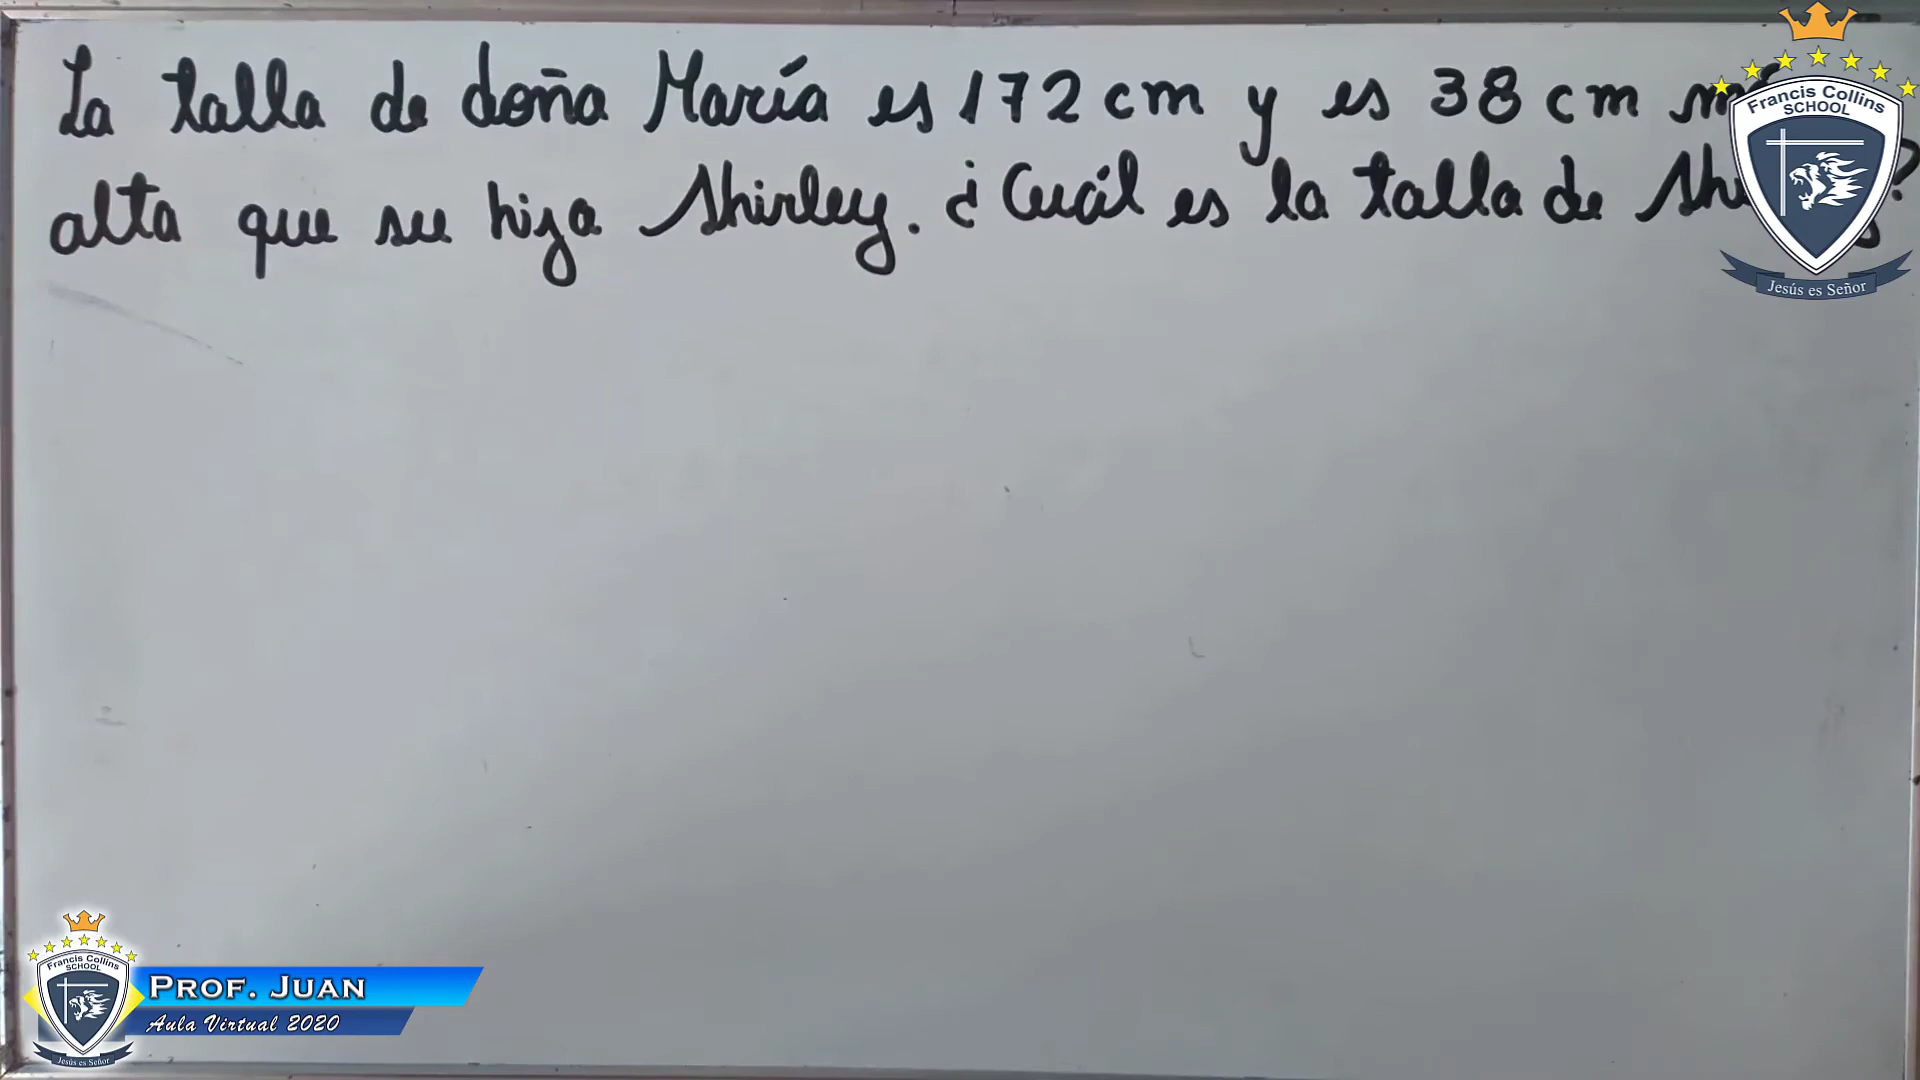 La talla de doña María es 172 cm y es 38 cm
alta que su hija Shirley. ¿Cuál es la talla de
Francis Collins
SCHOOL
Jesús es Señor
Francis Collins
SCHOOL
Jesús es Señor
PROF. JUAN
Aula Virtual 2020